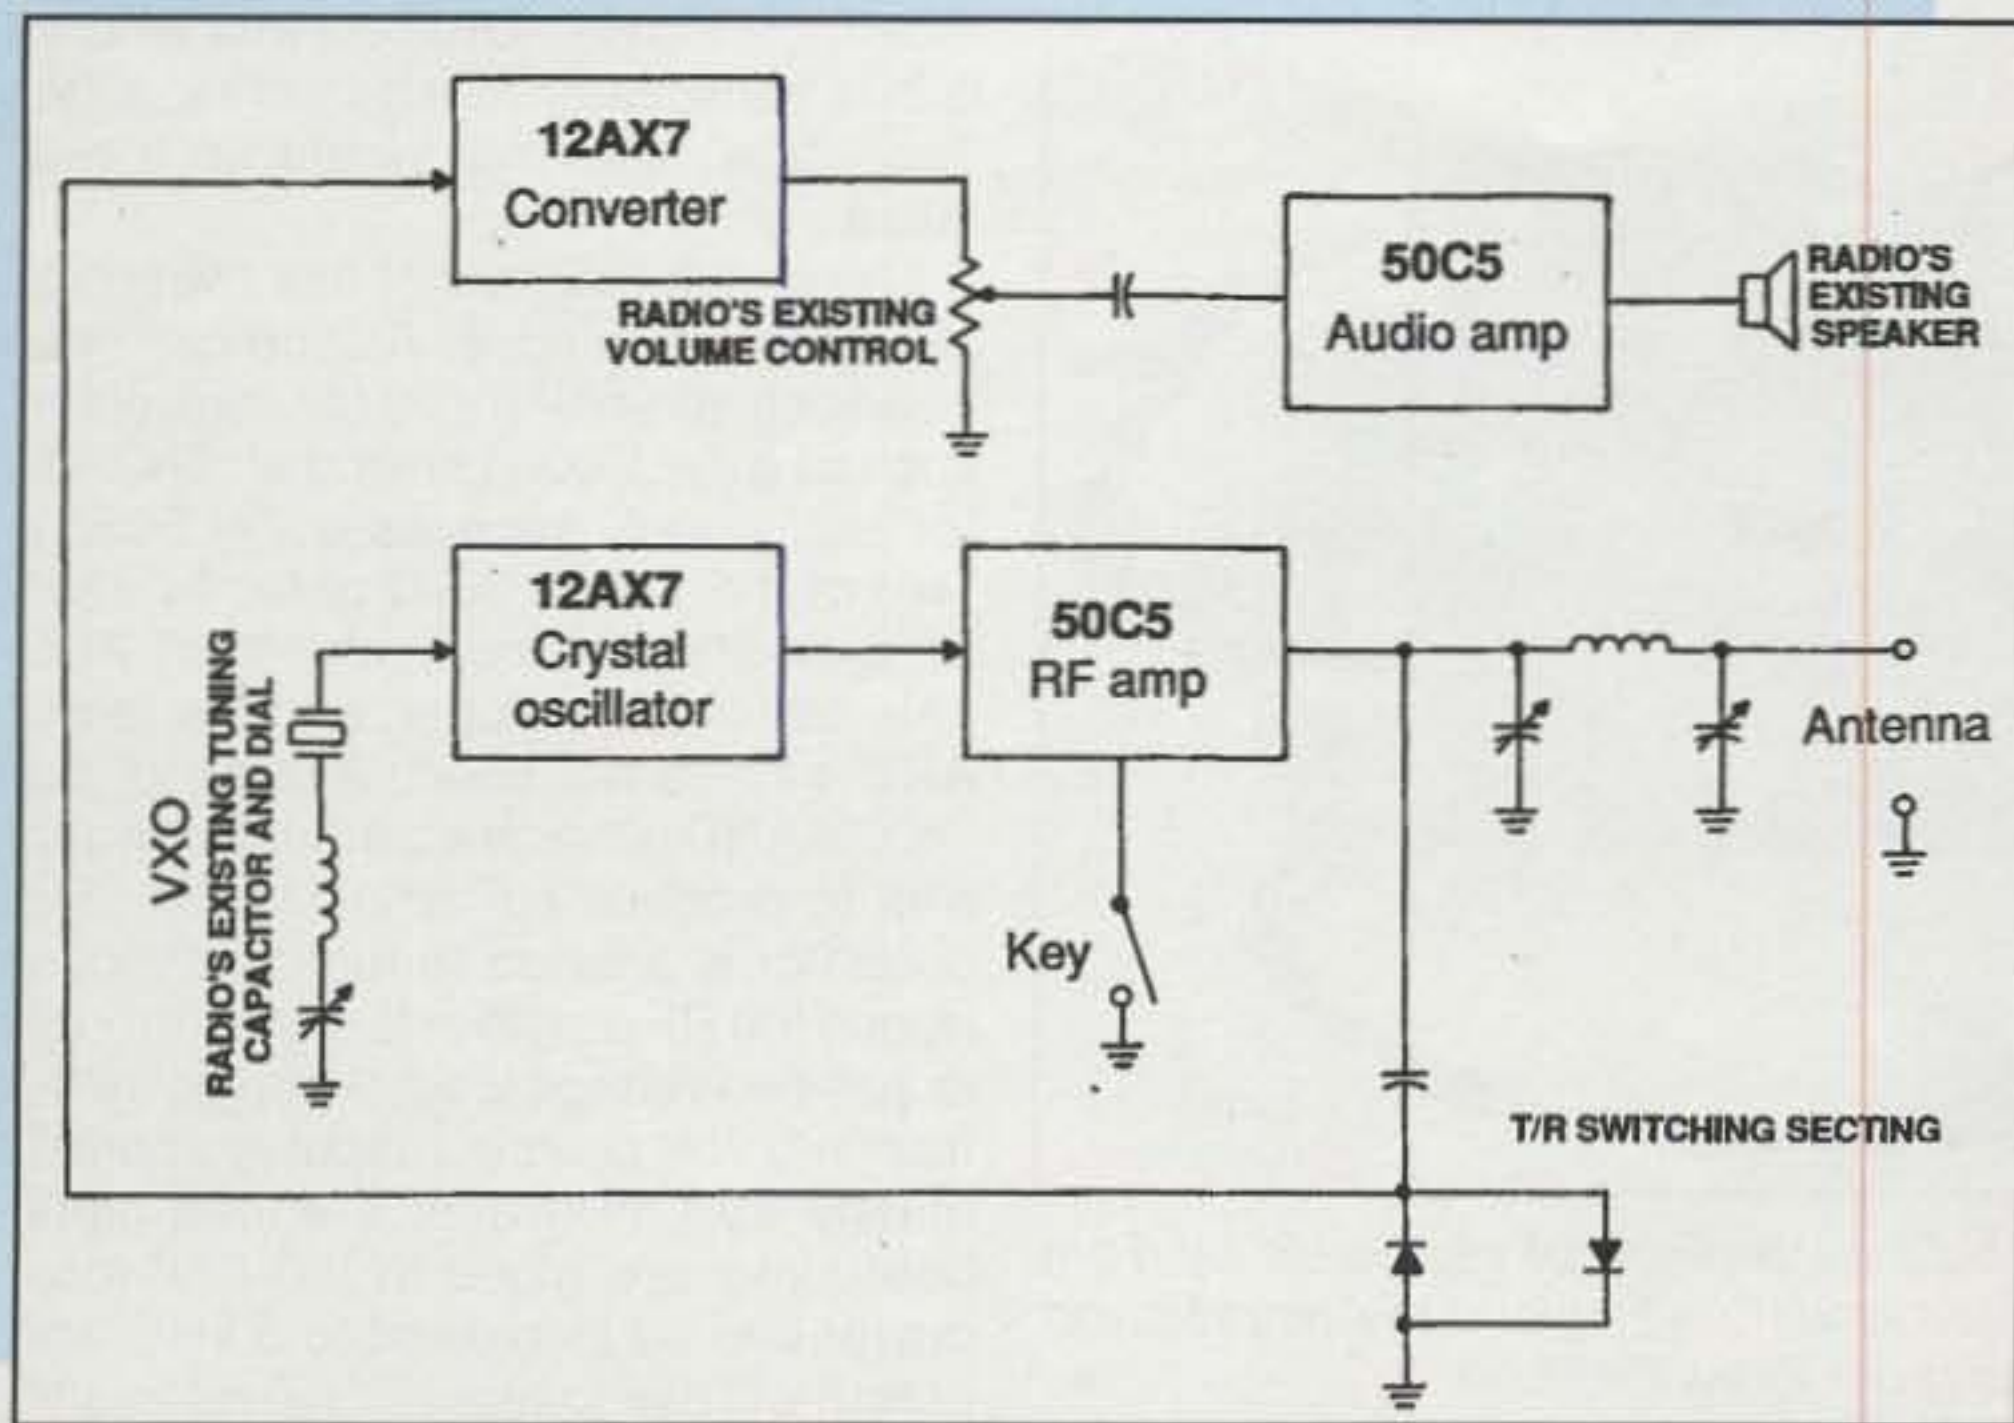 12AX7
Converter
RADIO'S EXISTING
VOLUME CONTROL
50C5
Audio amp
RADIO'S
EXISTING
SPEAKER
VXO
RADIO'S EXISTING TUNING
CAPACITOR AND DIAL
12AX7
Crystal
oscillator
50C5
RF amp
Key
Antenna
T/R SWITCHING SECTING